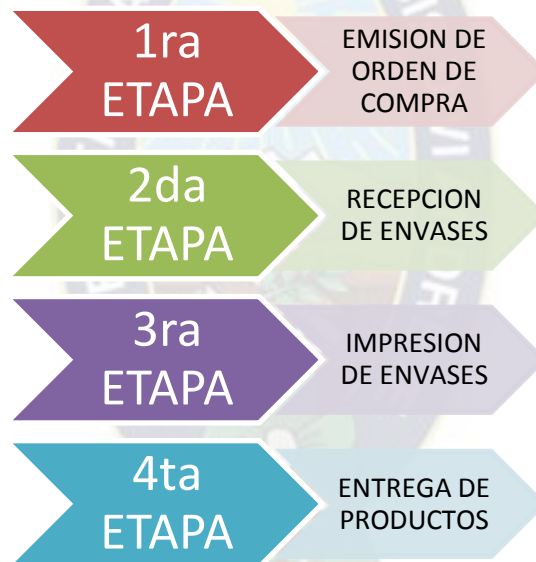 1ra
ETAPA
EMISION DE
ORDEN DE
COMPRA
2da
ETAPA
RECEPCION
DE ENVASES
3ra
ETAPA
IMPRESION
DE ENVASES
4ta
ETAPA
ENTREGA DE
PRODUCTOS